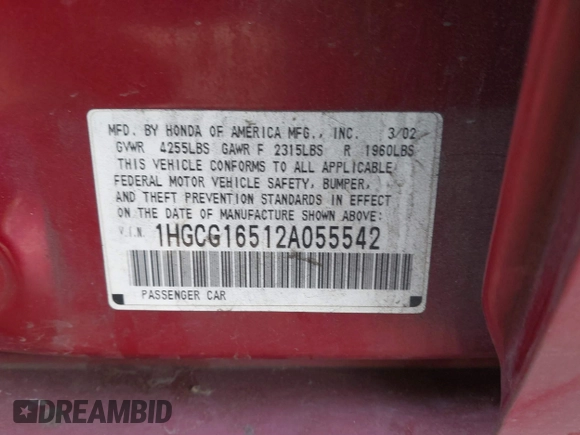 MFD. BY HONDA OF AMERICA MFG., INC. 3/02
GVWR 4255LBS GAWR F 2315LBS R 1960LBS
THIS VEHICLE CONFORMS TO ALL APPLICABLE
FEDERAL MOTOR VEHICLE SAFETY, BUMPER,
AND THEFT PREVENTION STANDARDS IN EFFECT
ON THE DATE OF MANUFACTURE SHOWN ABOVE:
V.I.N. 1HGCG16512A055542
PASSENGER CAR
DREAMBID